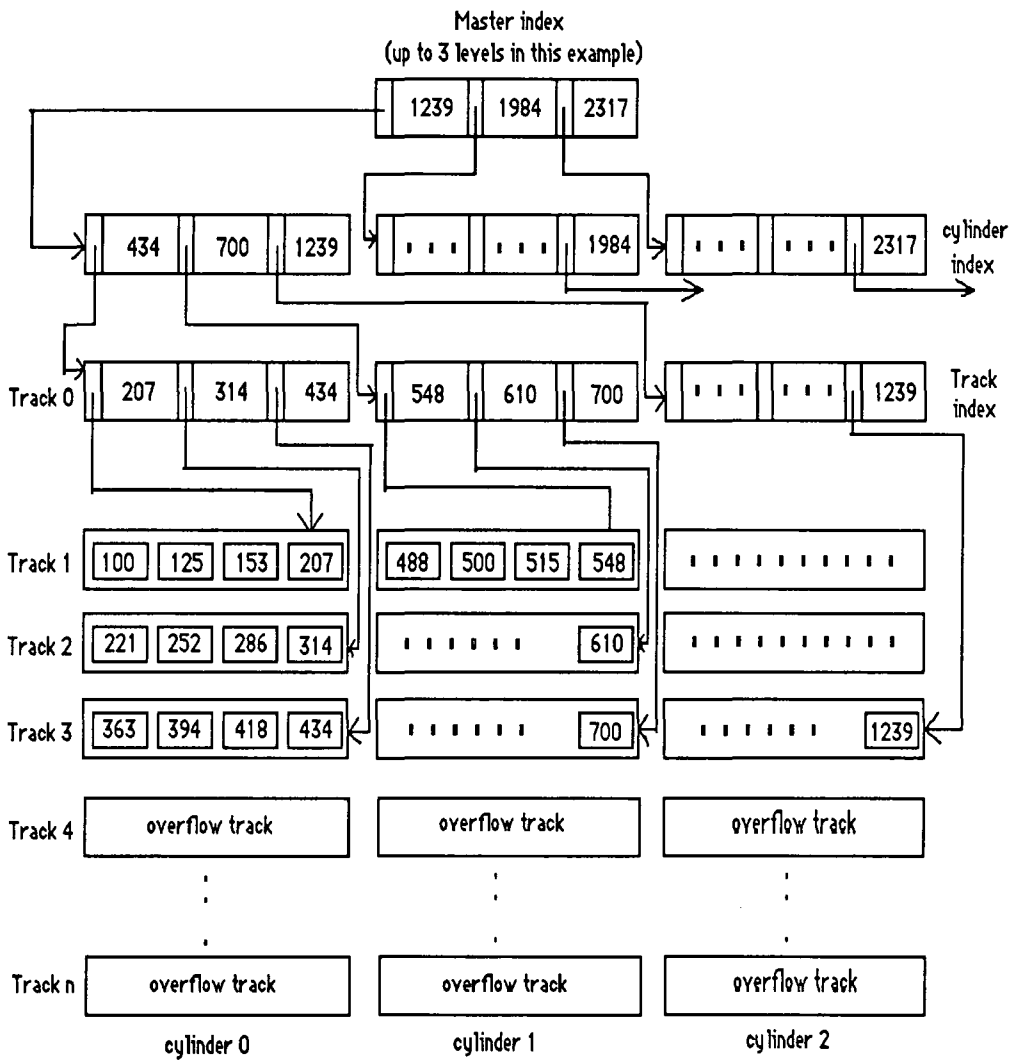 Master index
(up to 3 levels in this example)
1239 1984 2317
434 700 1239
1984
2317
cylinder
index
Track 0
207 314 434
548 610 700
1239
Track
index
Track 1
100 125 153 207
488 500 515 548
Track 2
221 252 286 314
610
Track 3
363 394 418 434
700
1239
Track 4
overflow track
overflow track
overflow track
Track n
overflow track
overflow track
overflow track
cylinder 0
cylinder 1
cylinder 2